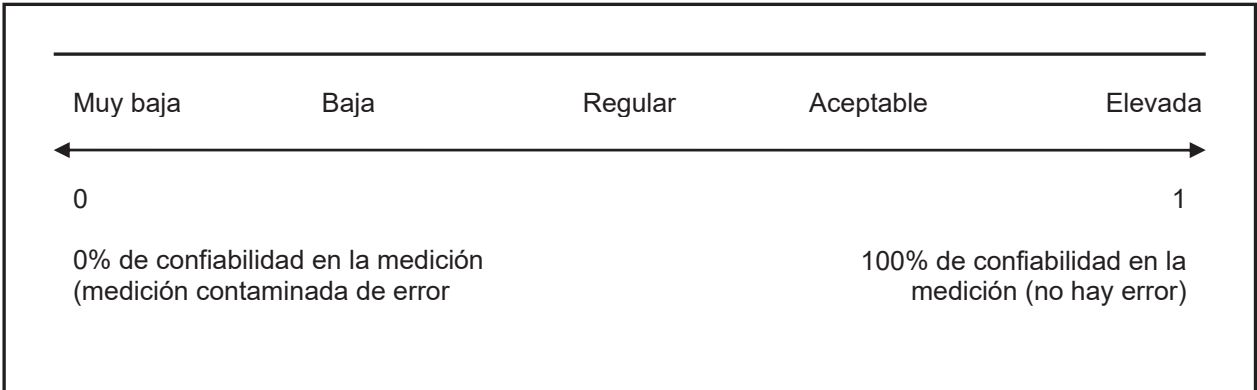 Muy baja Baja Regular Aceptable Elevada
0 1
0% de confiabilidad en la medición
(medición contaminada de error
100% de confiabilidad en la
medición (no hay error)